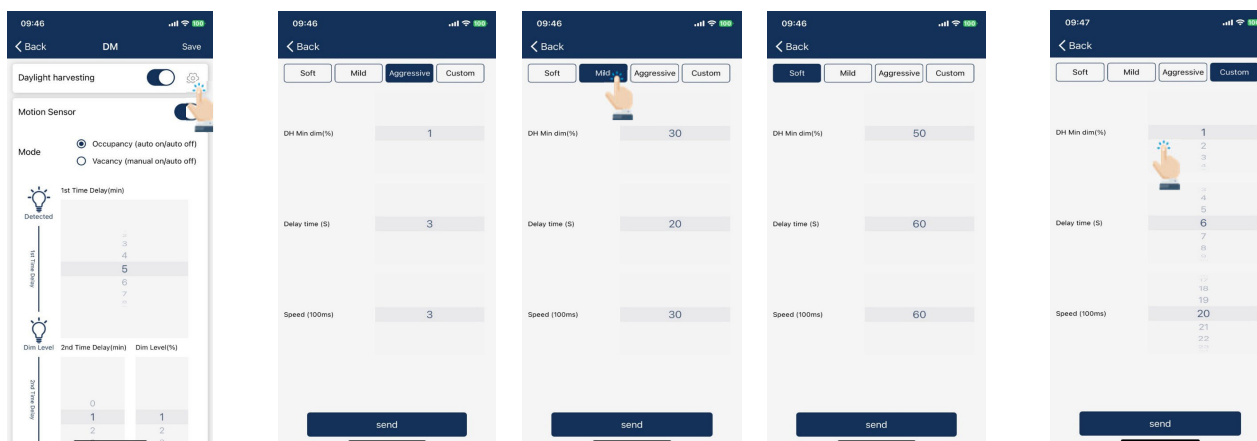 09:46
100
Back
DM
Save
Daylight harvesting
Motion Sensor
Mode
Occupancy (auto on/auto off)
Vacancy (manual on/auto off)
1st Time Delay(min)
Detected
1st Time Delay
3
4
5
6
7
Dim Level
2nd Time Delay(min)
Dim Level(%)
2nd Time Delay
0
1
1
2
2
09:46
100
Back
Soft
Mild
Aggressive
Custom
DH Min dim(%)
1
Delay time (S)
3
Speed (100ms)
3
send
09:46
100
Back
Soft
Mild
Aggressive
Custom
DH Min dim(%)
30
Delay time (S)
20
Speed (100ms)
30
send
09:46
100
Back
Soft
Mild
Aggressive
Custom
DH Min dim(%)
50
Delay time (S)
60
Speed (100ms)
60
send
09:47
Back
Soft
Mild
Aggressive
Custom
DH Min dim(%)
1
2
3
Delay time (S)
4
5
6
7
8
Speed (100ms)
18
19
20
21
22
send